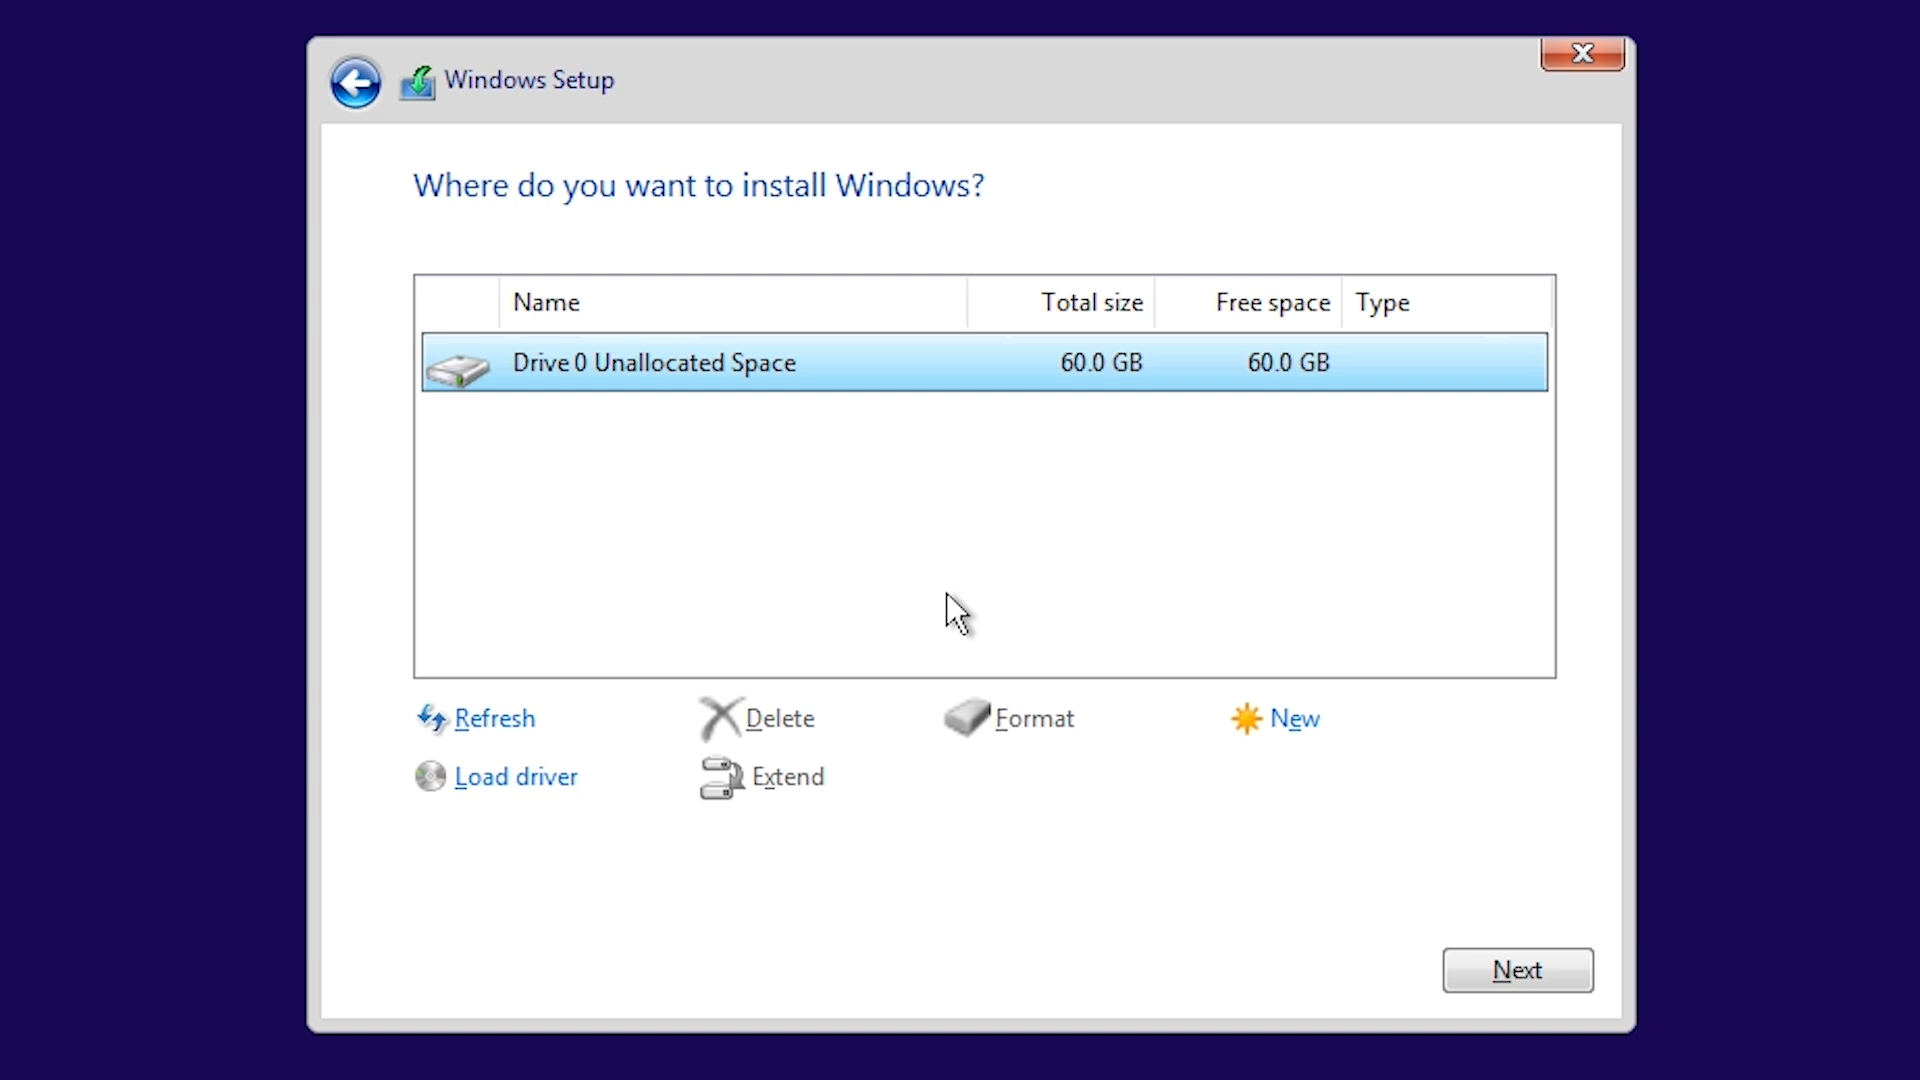 Windows Setup
Where do you want to install Windows?
Name Total size Free space Type
Drive 0 Unallocated Space 60.0 GB 60.0 GB
Refresh Delete Format New
Load driver Extend
Next